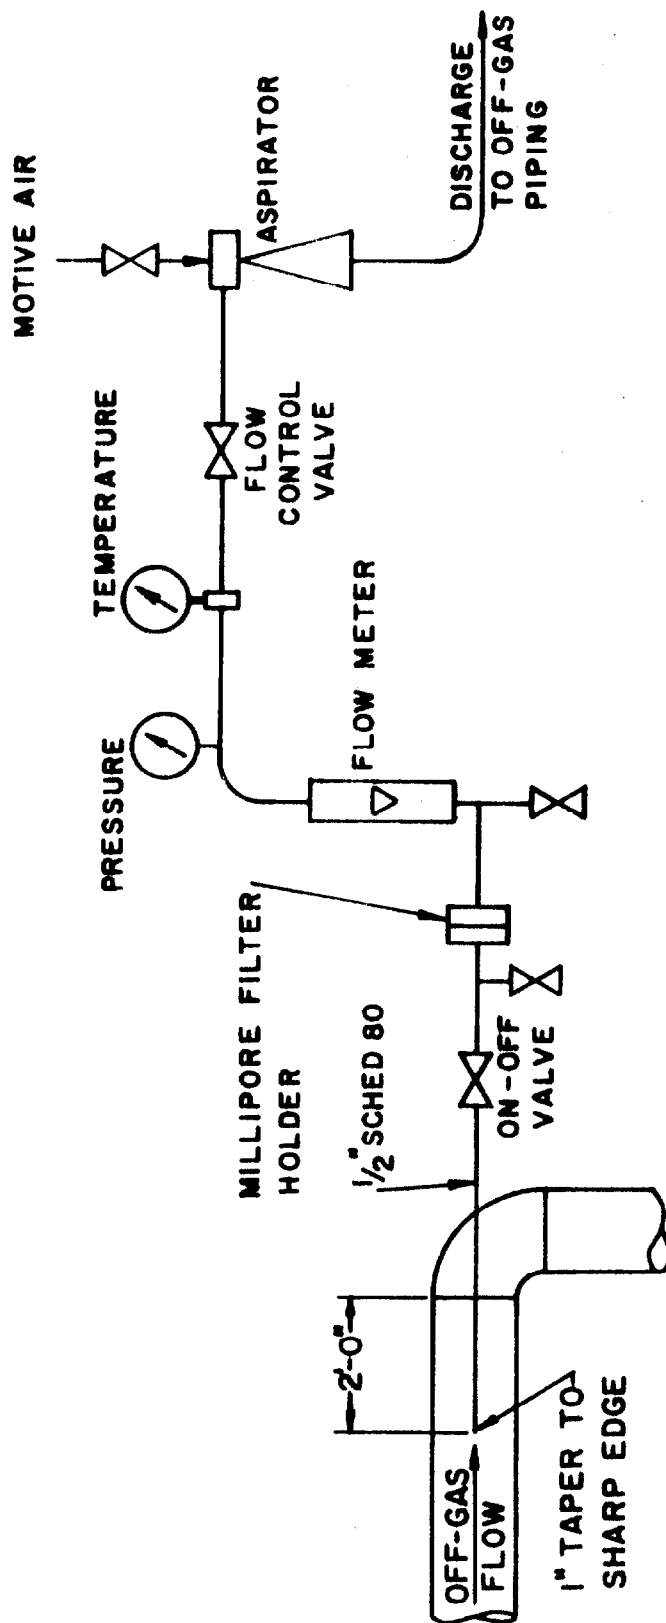 MOTIVE AIR
ASPIRATOR
DISCHARGE
TO OFF-GAS
PIPING
TEMPERATURE
FLOW
CONTROL
VALVE
PRESSURE
FLOW METER
MILLIPORE FILTER
HOLDER
1/2" SCHED 80
ON-OFF
VALVE
2'-0"
OFF-GAS
FLOW
1" TAPER TO
SHARP EDGE